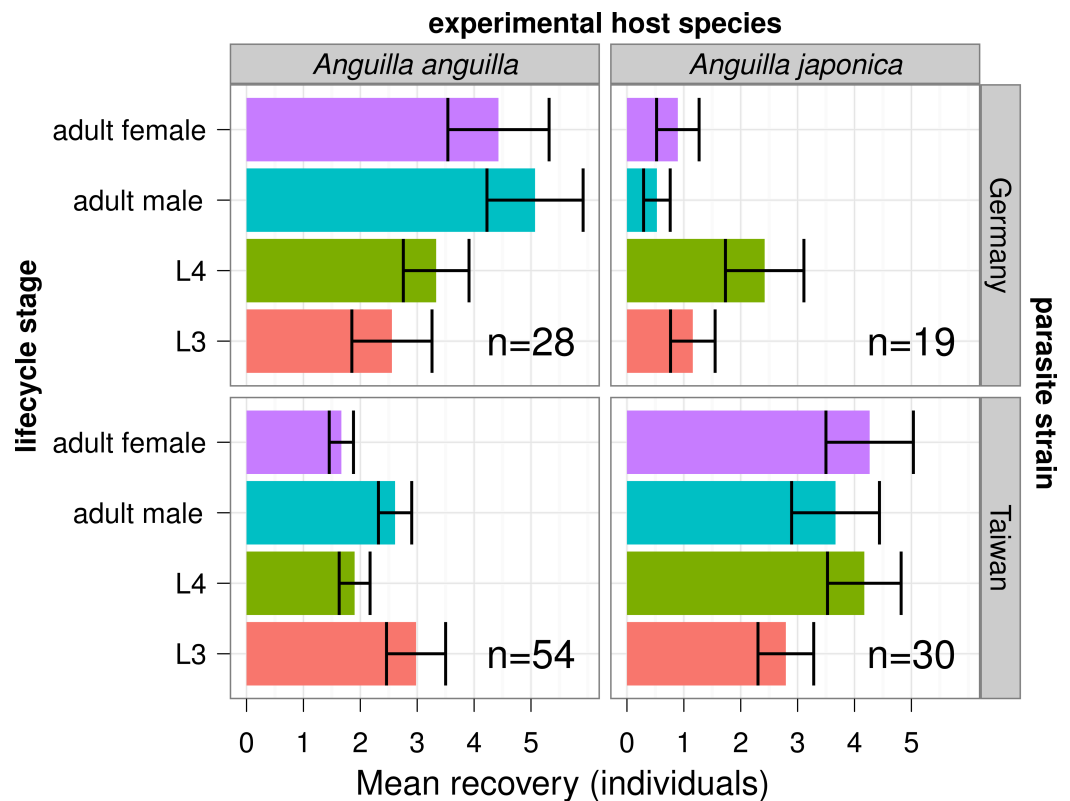 experimental host species
Anguilla anguilla
Anguilla japonica
adult female
adult male
L4
L3
n=28
n=19
Germany
adult female
adult male
L4
L3
n=54
n=30
Taiwan
lifecycle stage
parasite strain
0 1 2 3 4 5
0 1 2 3 4 5
Mean recovery (individuals)